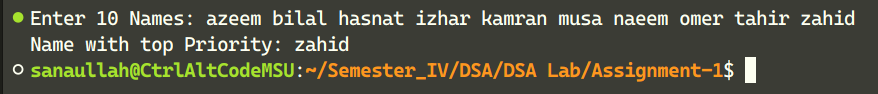 Enter 10 Names: azeem bilal hasnat izhar kamran musa naeem omer tahir zahid
Name with top Priority: zahid
sanaullah@CtrlAltCodeMSU:~/Semester_IV/DSA/DSA Lab/Assignment-1$